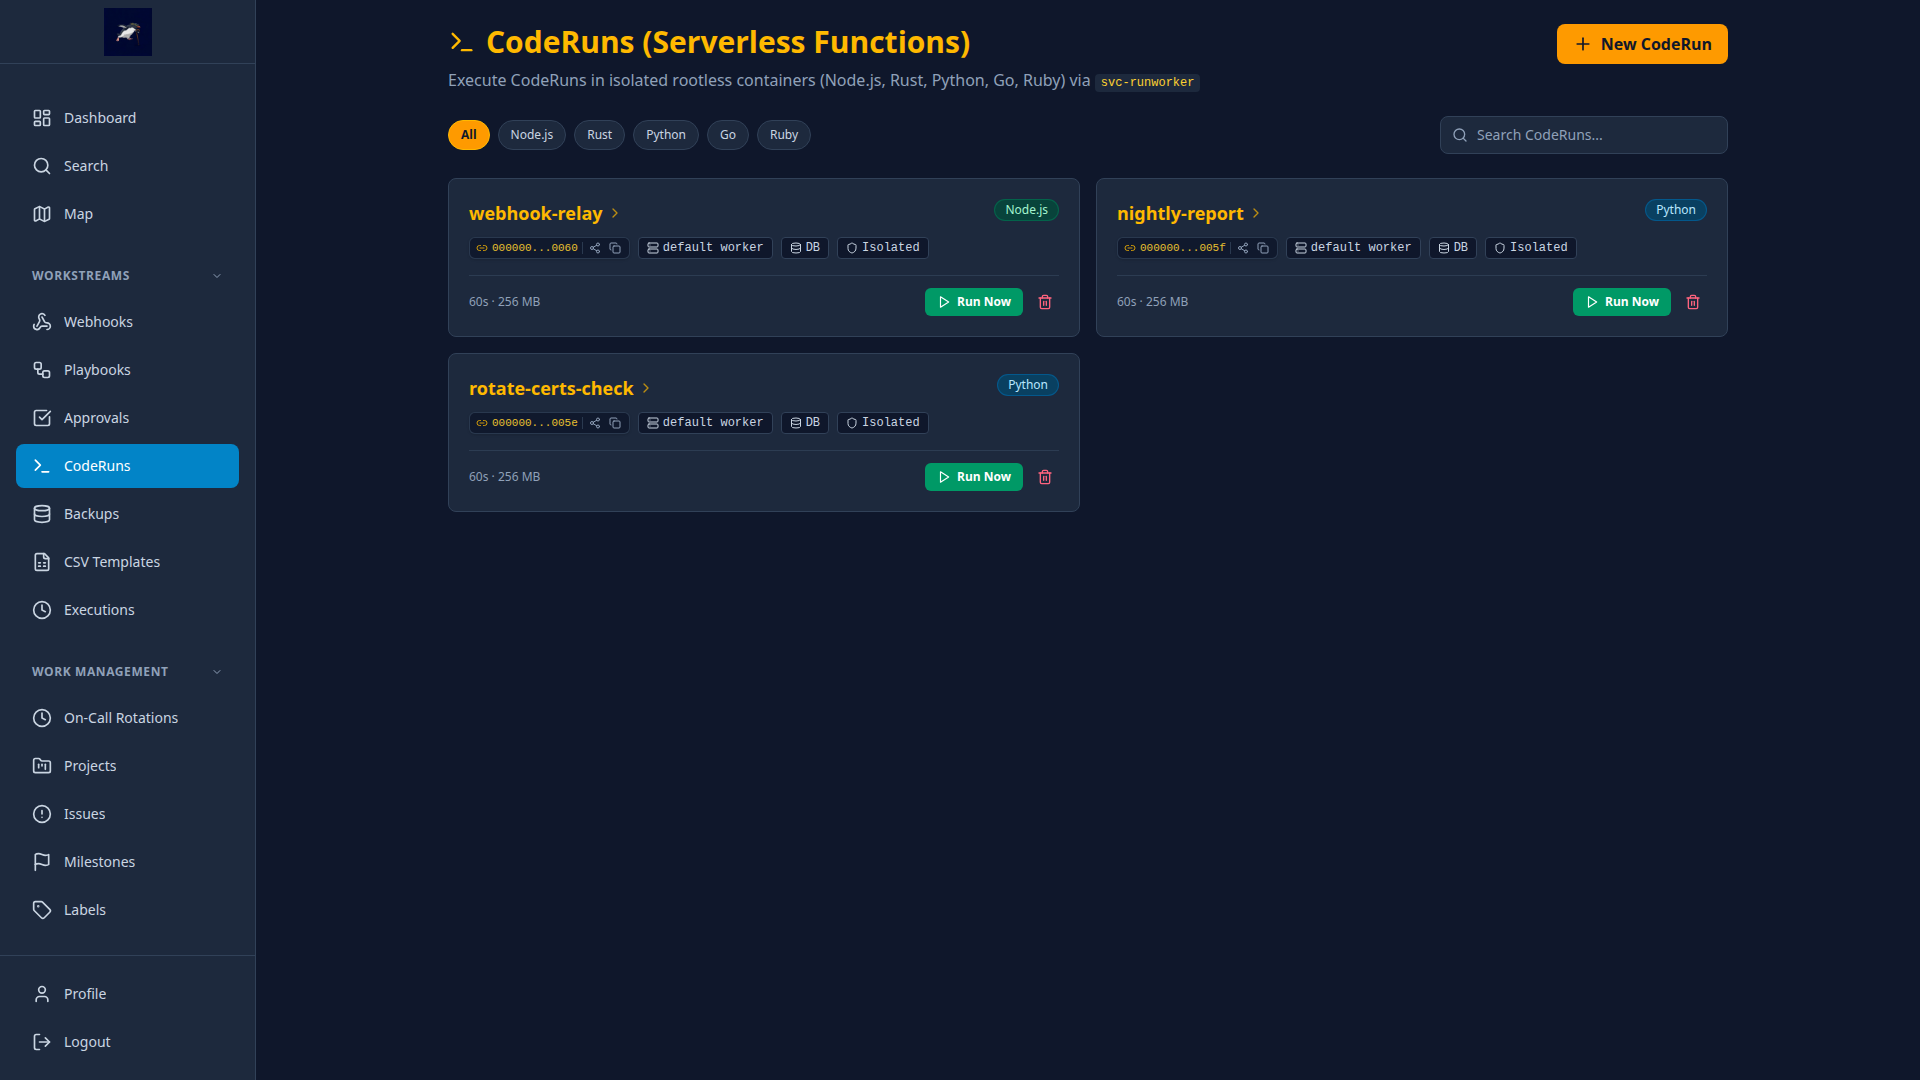 Dashboard
Search
Map
WORKSTREAMS
Webhooks
Playbooks
Approvals
CodeRuns
Backups
CSV Templates
Executions
WORK MANAGEMENT
On-Call Rotations
Projects
Issues
Milestones
Labels
Profile
Logout
CodeRuns (Serverless Functions)
New CodeRun
Execute CodeRuns in isolated rootless containers (Node.js, Rust, Python, Go, Ruby) via svc-runworker
All Node.js Rust Python Go Ruby
Search CodeRuns...
webhook-relay
Node.js
000000...0060 default worker DB Isolated
60s · 256 MB
Run Now
nightly-report
Python
000000...005f default worker DB Isolated
60s · 256 MB
Run Now
rotate-certs-check
Python
000000...005e default worker DB Isolated
60s · 256 MB
Run Now